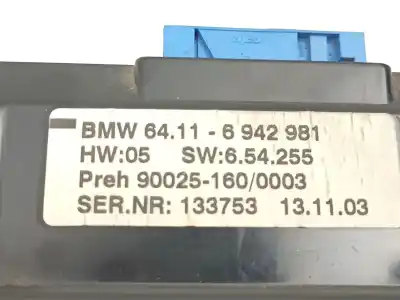 BMW 64.11 - 6 942 981
HW:05 SW:6.54.255
Preh 90025-160/0003
SER.NR: 133753 13.11.03